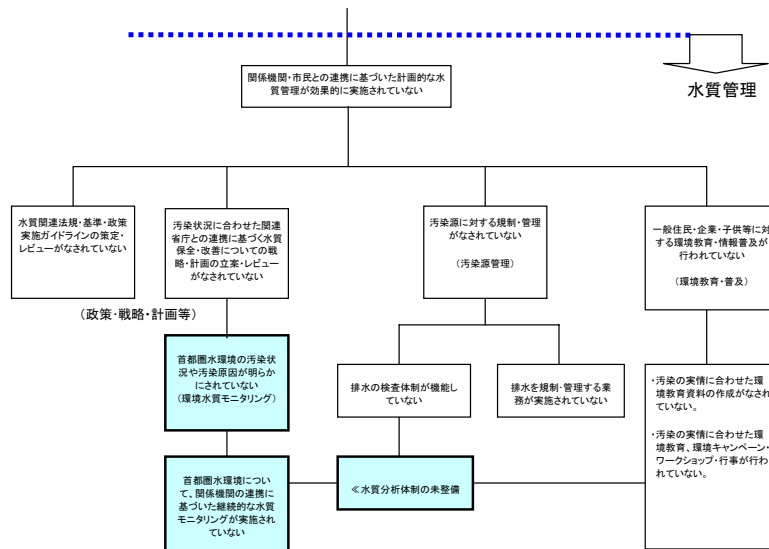 水質管理
関係機関・市民との連携に基づいた計画的な水
質管理が効果的に実施されていない
水質関連法規・基準・政策
実施ガイドラインの策定・
レビューがなされていない
汚染状況に合わせた関連
省庁との連携に基づく水質
保全・改善についての戦
略・計画の立案・レビュー
がなされていない
汚染源に対する規制・管理
がなされていない
(汚染源管理)
一般住民・企業・子供等に対
する環境教育・情報普及が
行われていない
(環境教育・普及)
(政策・戦略・計画等)
首都圏水環境の汚染状
況や汚染原因が明らか
にされていない
(環境水質モニタリング)
排水の検査体制が機能し
ていない
排水を規制・管理する業
務が実施されていない
・汚染の実情に合わせた環
境教育資料の作成がなされ
ていない。
・汚染の実情に合わせた環
境教育、環境キャンペーン・
ワークショップ・行事が行わ
れていない。
首都圏水環境につい
て、関係機関の連携に
基づいた継続的な水質
モニタリングが実施され
ていない
≪水質分析体制の未整備